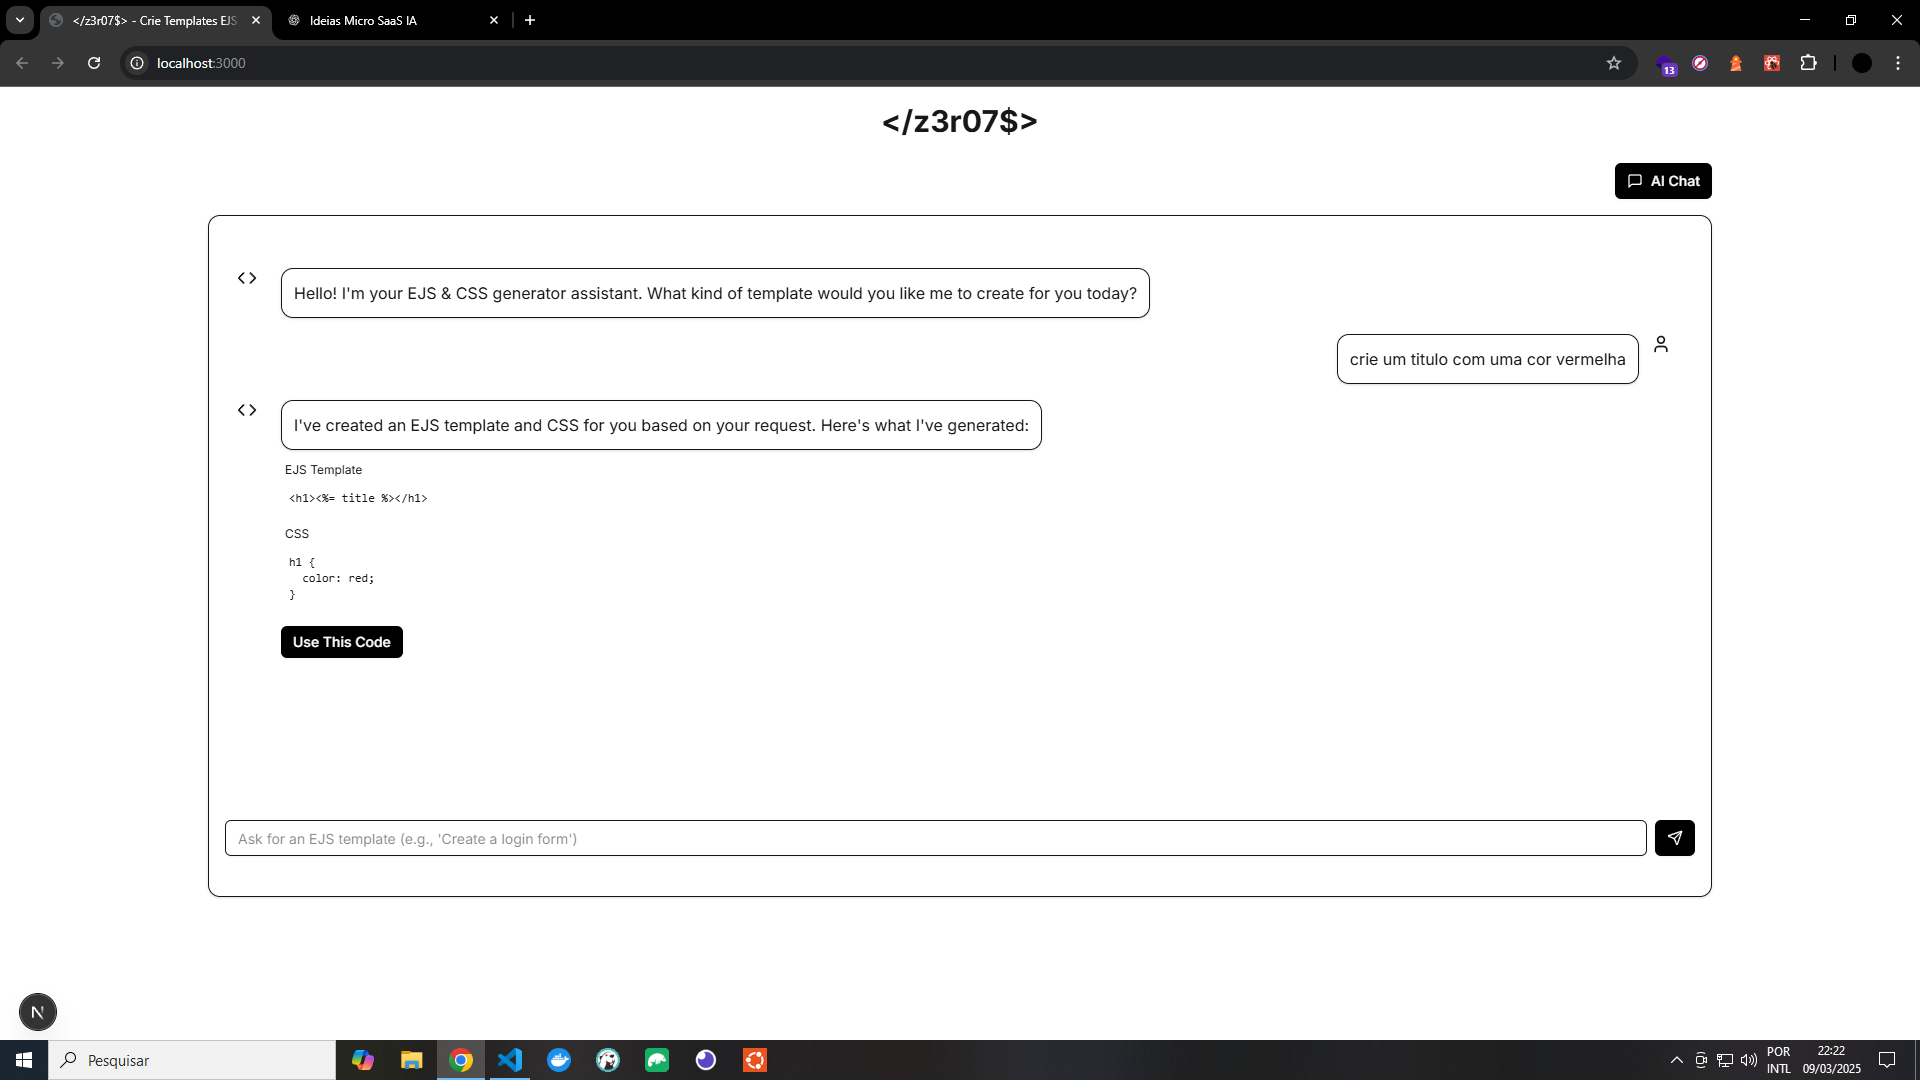 </z3r07$> - Crie Templates EJS
Ideias Micro SaaS IA
localhost:3000
13
</z3r07$>
AI Chat
Hello! I'm your EJS & CSS generator assistant. What kind of template would you like me to create for you today?
crie um titulo com uma cor vermelha
I've created an EJS template and CSS for you based on your request. Here's what I've generated:
EJS Template
<h1><%= title %></h1>
CSS
h1 {
  color: red;
}
Use This Code
Ask for an EJS template (e.g., 'Create a login form')
N
Pesquisar
POR
INTL
22:22
09/03/2025